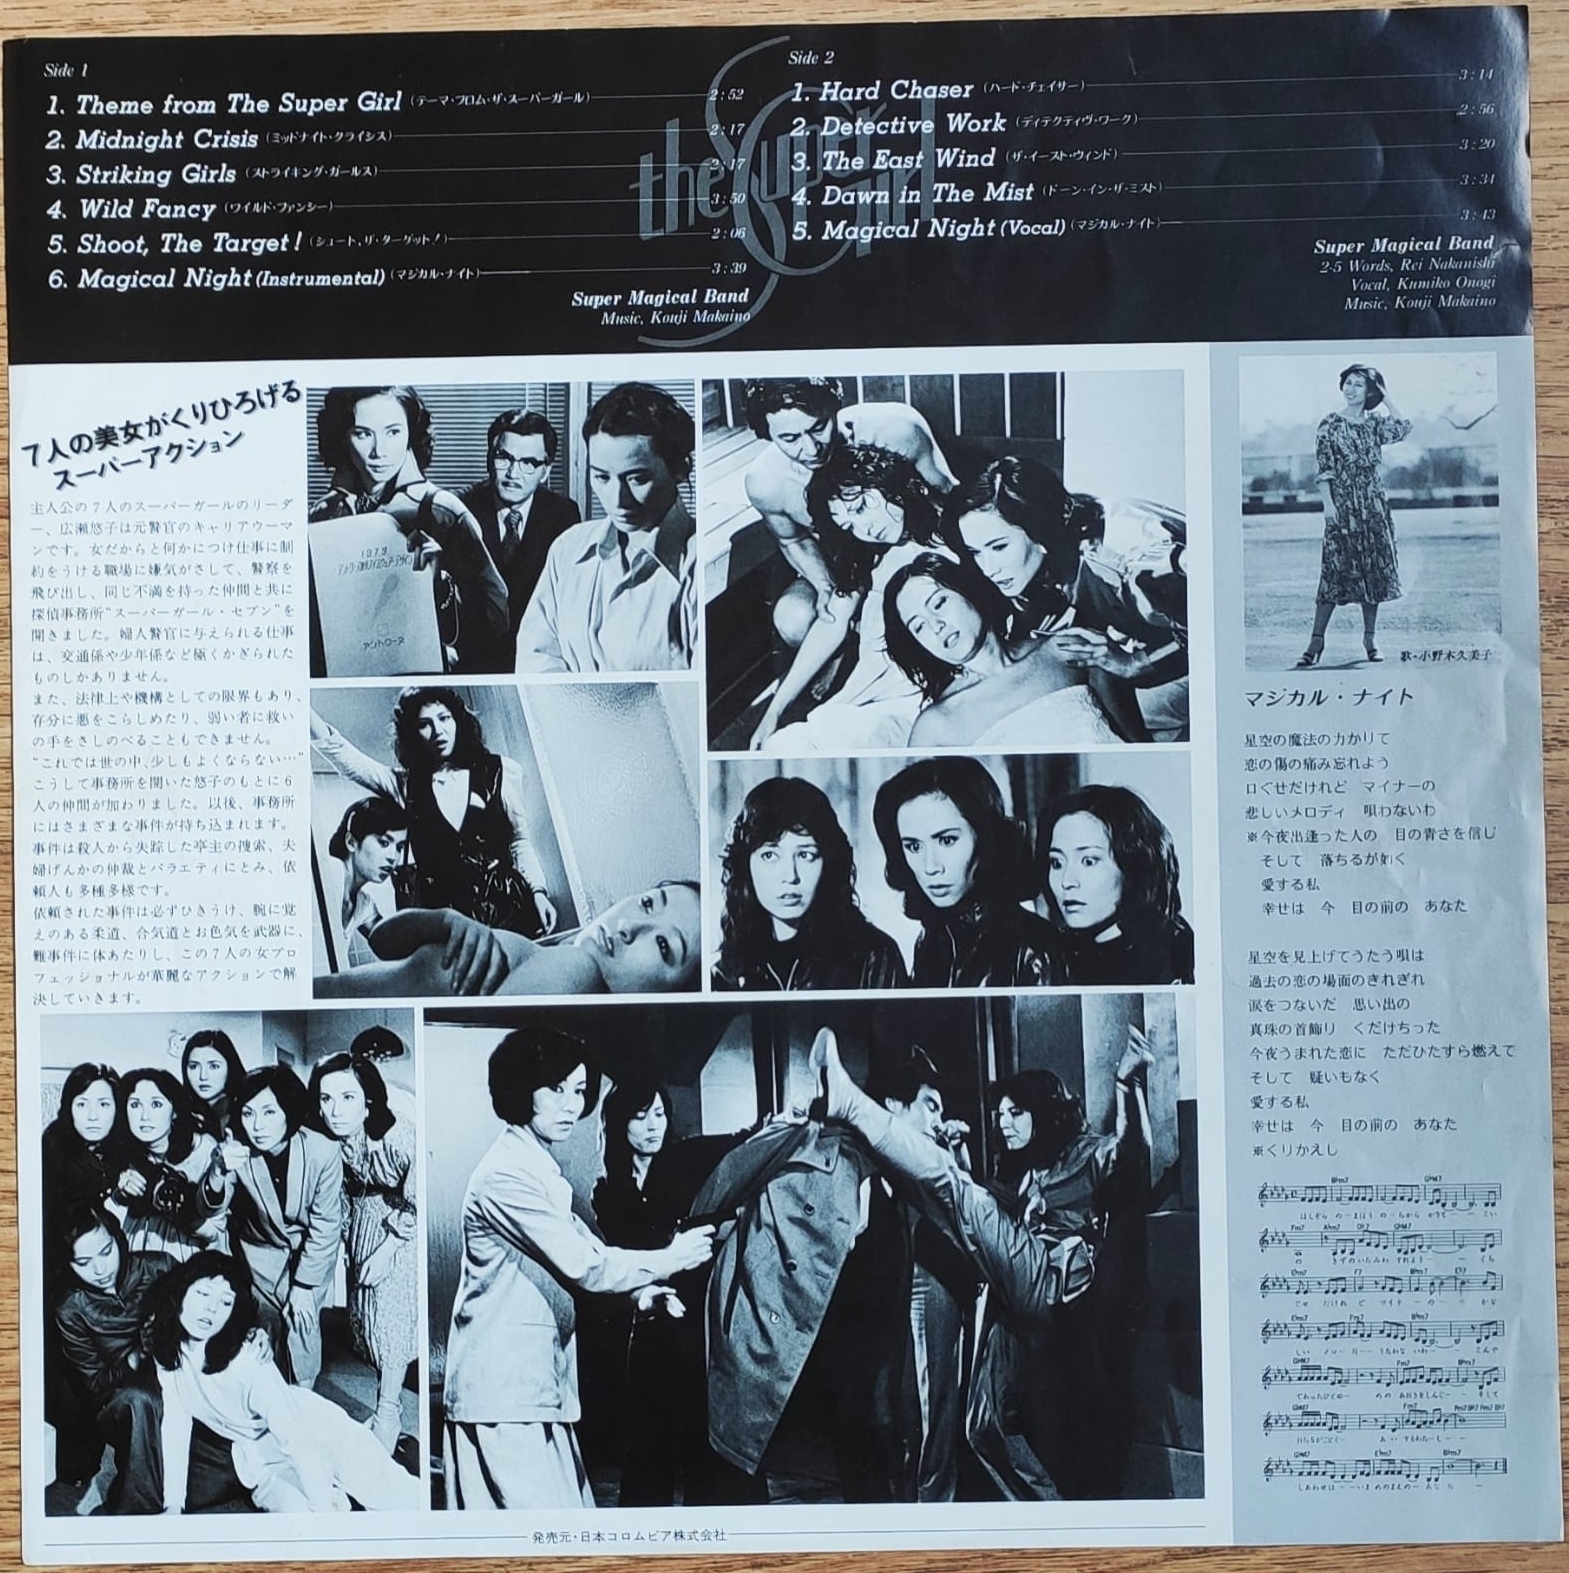 Side 1
1. Theme from The Super Girl (テーマ・フロム・ザ・スーパーガール) 2:52
2. Midnight Crisis (ミッドナイト・クライシス) 2:17
3. Striking Girls (ストライキング・ガールス) 2:17
4. Wild Fancy (ワイルド・ファンシー) 3:50
5. Shoot, The Target! (シュート、ザ・ターゲット!) 2:06
6. Magical Night (Instrumental) (マジカル・ナイト) 3:39
Super Magical Band
Music, Kouji Makaino
the Super Girl
Side 2
1. Hard Chaser (ハード・チェイサー) 3:14
2. Detective Work (ディテクティヴ・ワーク) 2:56
3. The East Wind (ザ・イースト・ウィンド) 3:20
4. Dawn in The Mist (ドーン・イン・ザ・ミスト) 3:34
5. Magical Night (Vocal) (マジカル・ナイト) 3:43
Super Magical Band
2-5 Words, Rei Nakanishi
Vocal, Kumiko Onogi
Music, Kouji Makaino
7人の美女がくりひろげる
スーパーアクション
主人公の7人のスーパーガールのリーダ
ー、広瀬悠子は元警官のキャリアウーマ
ンです。女だからと何かにつけ仕事に制
約をうける職場に嫌気がさして、警察を
飛び出し、同じ不満を持った仲間と共に
探偵事務所“スーパーガール・セブン”を
開きました。婦人警官に与えられる仕事
は、交通係や少年係など極くかぎられた
ものしかありません。
また、法律上や機構としての限界もあり、
存分に悪をこらしめたり、弱い者に救い
の手をさしのべることもできません。
“これでは世の中、少しもよくならない…”
こうして事務所を開いた悠子のもとに6
人の仲間が加わりました。以後、事務所
にはさまざまな事件が持ち込まれます。
事件は殺人から失踪した亭主の捜索、夫
婦げんかの仲裁とバラエティにとみ、依
頼人も多種多様です。
依頼された事件は必ずひきうけ、腕に覚
えのある柔道、合気道とお色気を武器に、
難事件に体あたりし、この7人の女プロ
フェッショナルが華麗なアクションで解
決していきます。
1979
アントワーヌ
歌・小野木久美子
マジカル・ナイト
星空の魔法の力かりて
恋の傷の痛み忘れよう
口ぐせだけれど マイナーの
悲しいメロディ 唄わないわ
※今夜出逢った人の 目の青さを信じ
そして 落ちるが如く
愛する私
幸せは 今 目の前の あなた
星空を見上げてうたう唄は
過去の恋の場面のきれぎれ
涙をつないだ 思い出の
真珠の首飾り くだけちった
今夜うまれた恋に ただひたすら燃えて
そして 疑いもなく
愛する私
幸せは 今 目の前の あなた
※くりかえし
発売元・日本コロムビア株式会社